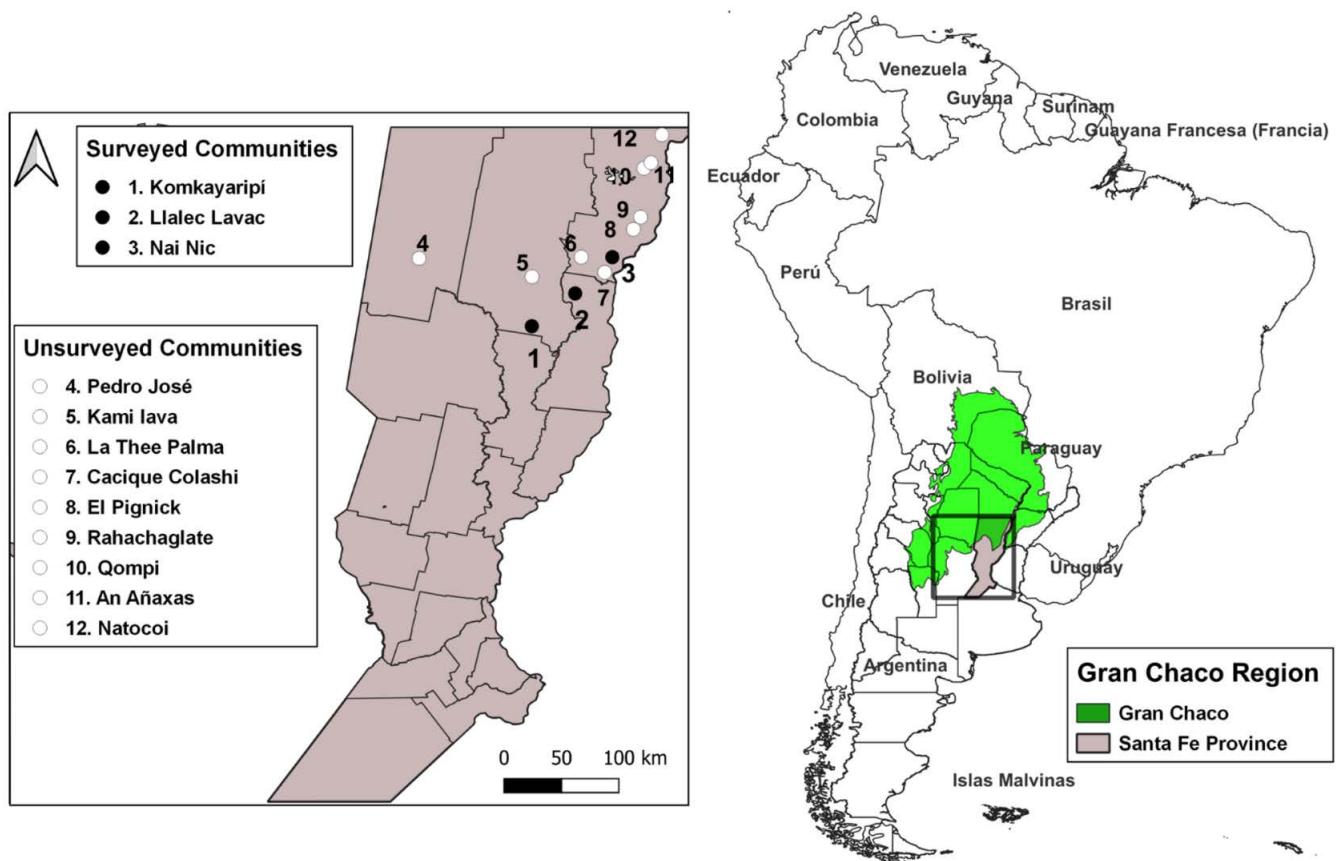 Surveyed Communities
1. Komkayaripí
2. Llalec Lavac
3. Nai Nic
Unsurveyed Communities
4. Pedro José
5. Kami lava
6. La Thee Palma
7. Cacique Colashi
8. El Pignick
9. Rahachaglate
10. Qompi
11. An Añaxas
12. Natocoi
12
10
11
9
8
4
6
5
3
7
2
1
0 50 100 km
Venezuela
Guyana
Surinam
Colombia
Guayana Francesa (Francia)
Ecuador
Perú
Brasil
Bolivia
Paraguay
Uruguay
Chile
Argentina
Islas Malvinas
Gran Chaco Region
Gran Chaco
Santa Fe Province